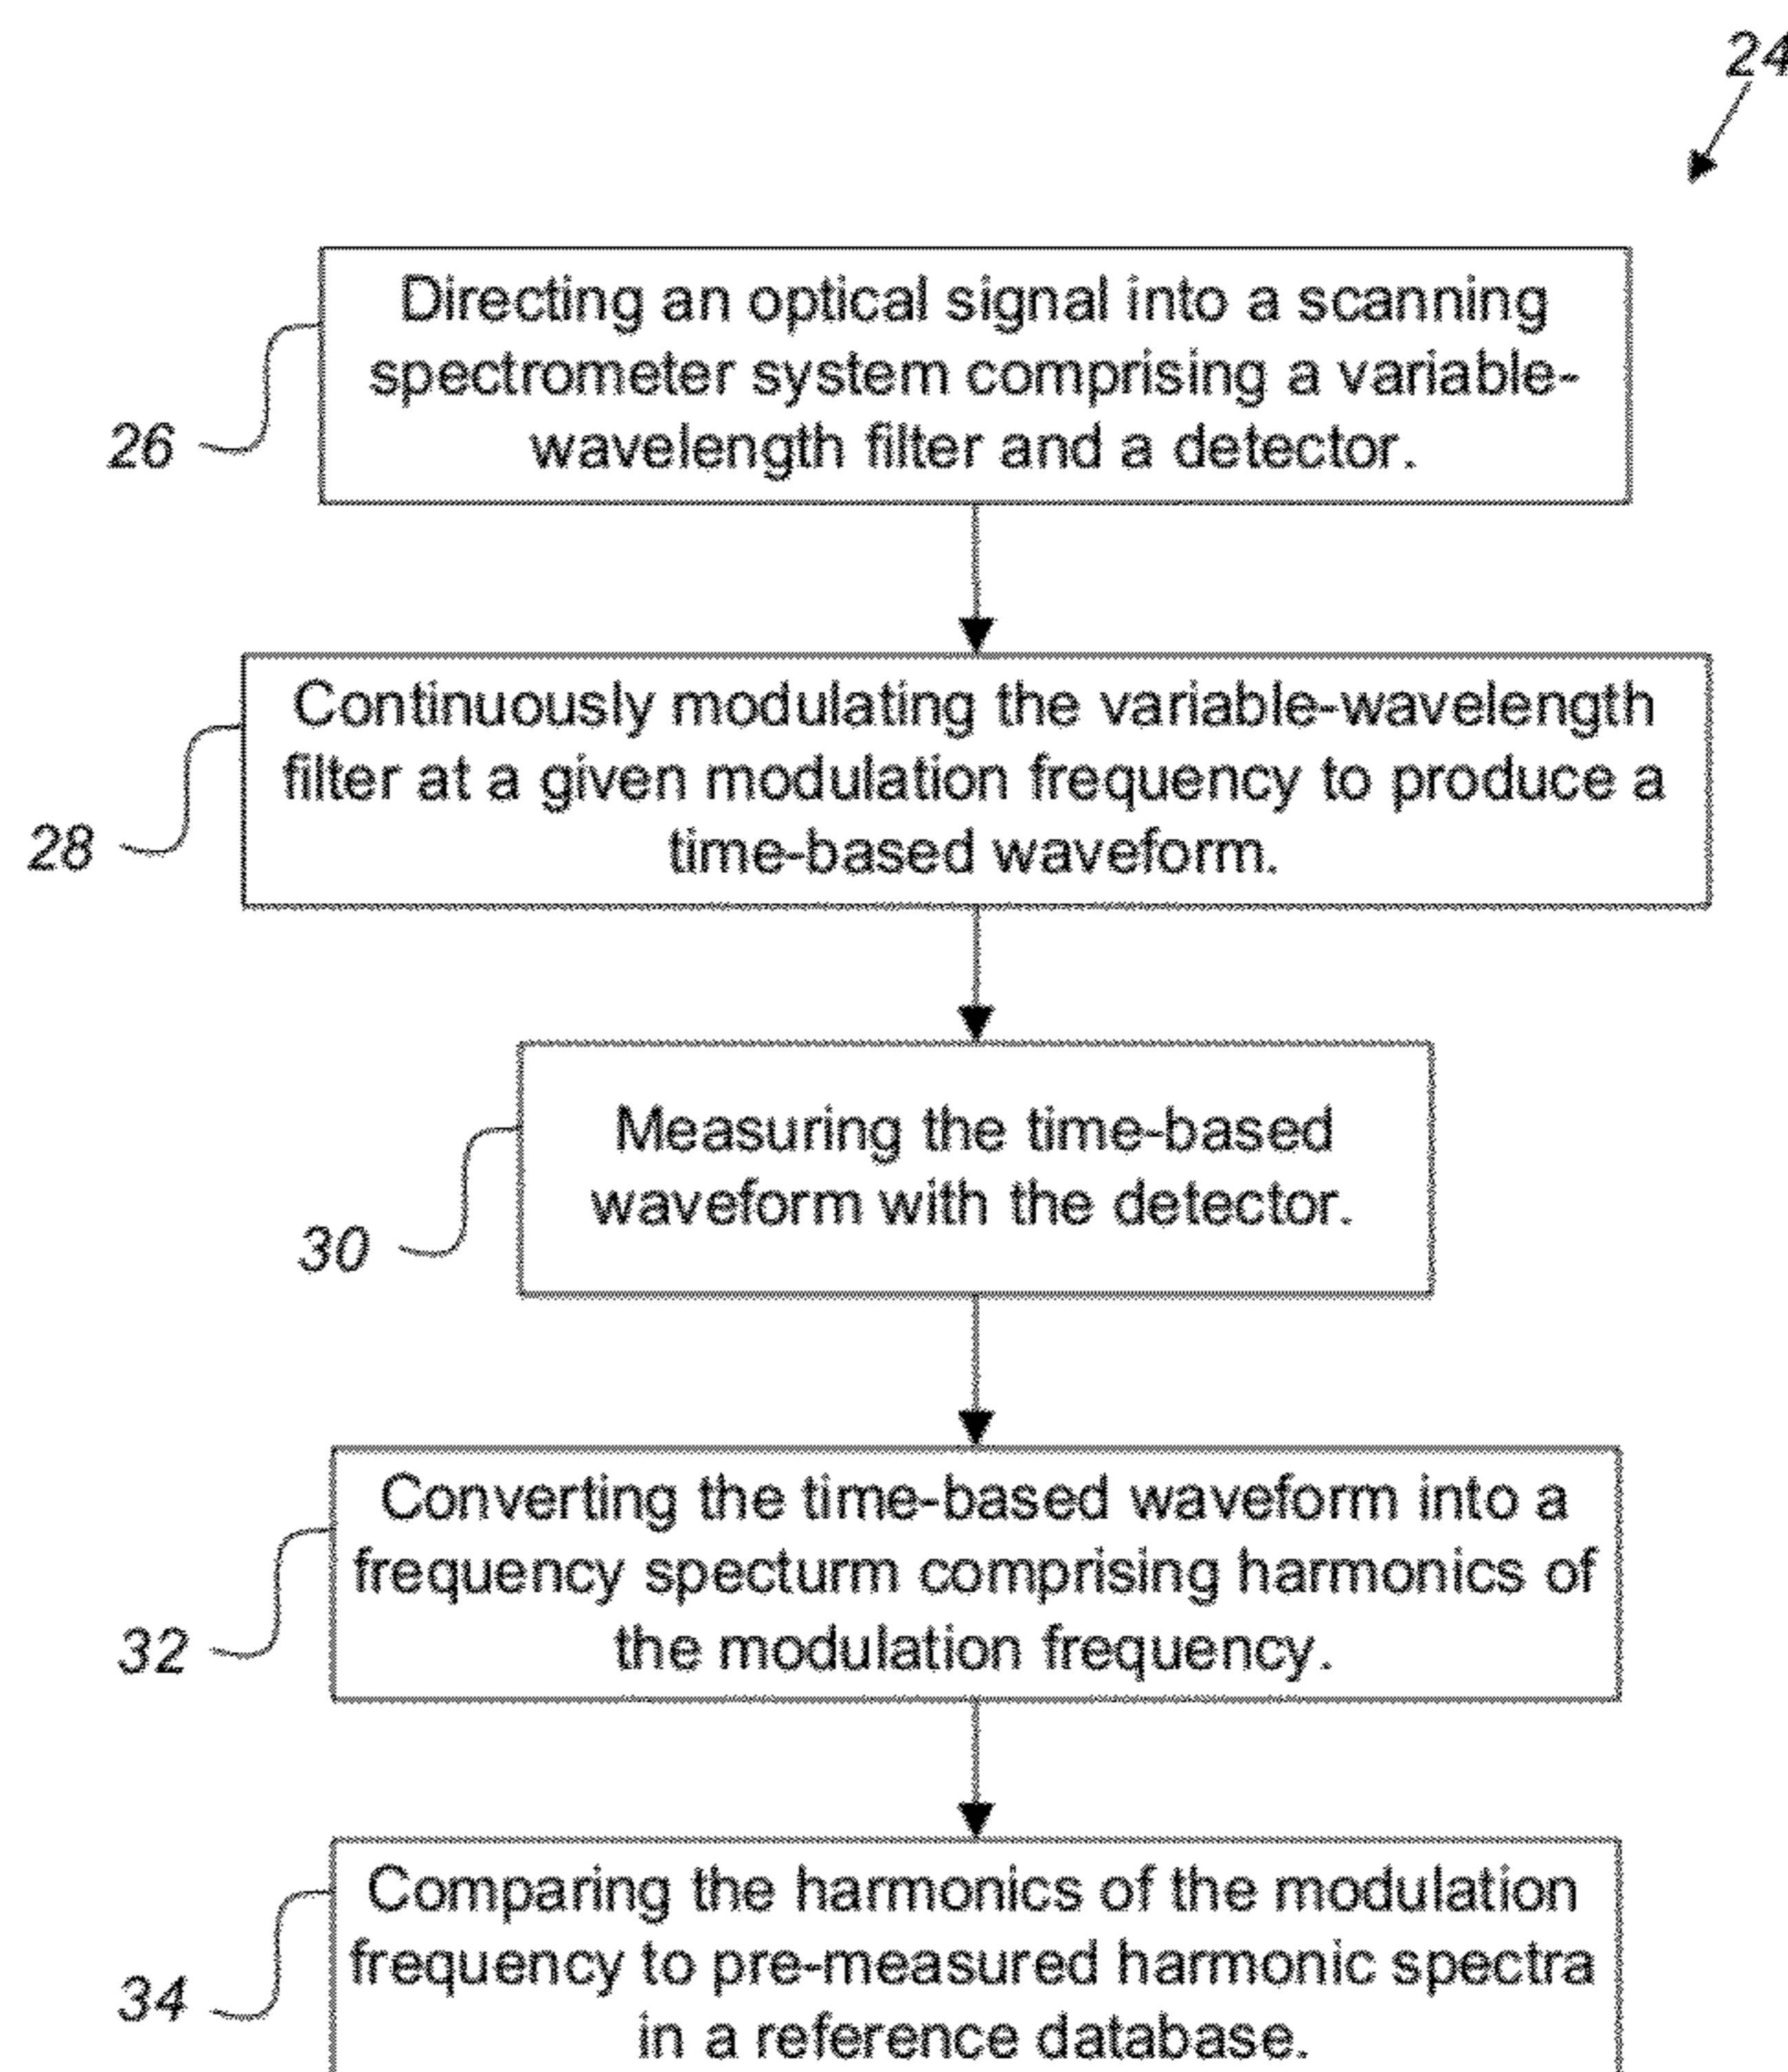 24
Directing an optical signal into a scanning
spectrometer system comprising a variable-
wavelength filter and a detector.
26
Continuously modulating the variable-wavelength
filter at a given modulation frequency to produce a
time-based waveform.
28
Measuring the time-based
waveform with the detector.
30
Converting the time-based waveform into a
frequency specturm comprising harmonics of
the modulation frequency.
32
Comparing the harmonics of the modulation
frequency to pre-measured harmonic spectra
in a reference database.
34